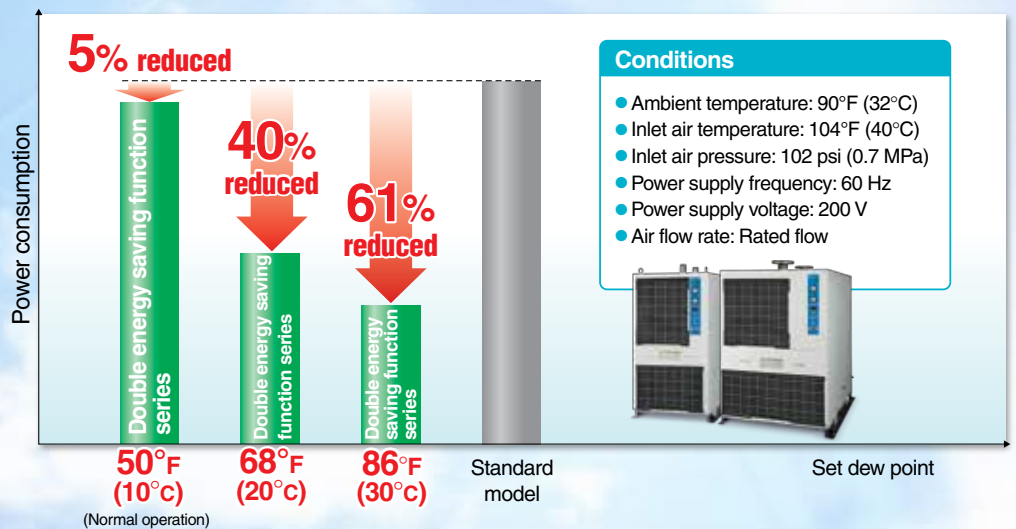 5% reduced
40%
reduced
61%
reduced
Power consumption
Double energy saving function
series
Double energy saving
function series
Double energy
saving function
series
Conditions
● Ambient temperature: 90°F (32°C)
● Inlet air temperature: 104°F (40°C)
● Inlet air pressure: 102 psi (0.7 MPa)
● Power supply frequency: 60 Hz
● Power supply voltage: 200 V
● Air flow rate: Rated flow
50°F
(10°C)
(Normal operation)
68°F
(20°C)
86°F
(30°C)
Standard
model
Set dew point